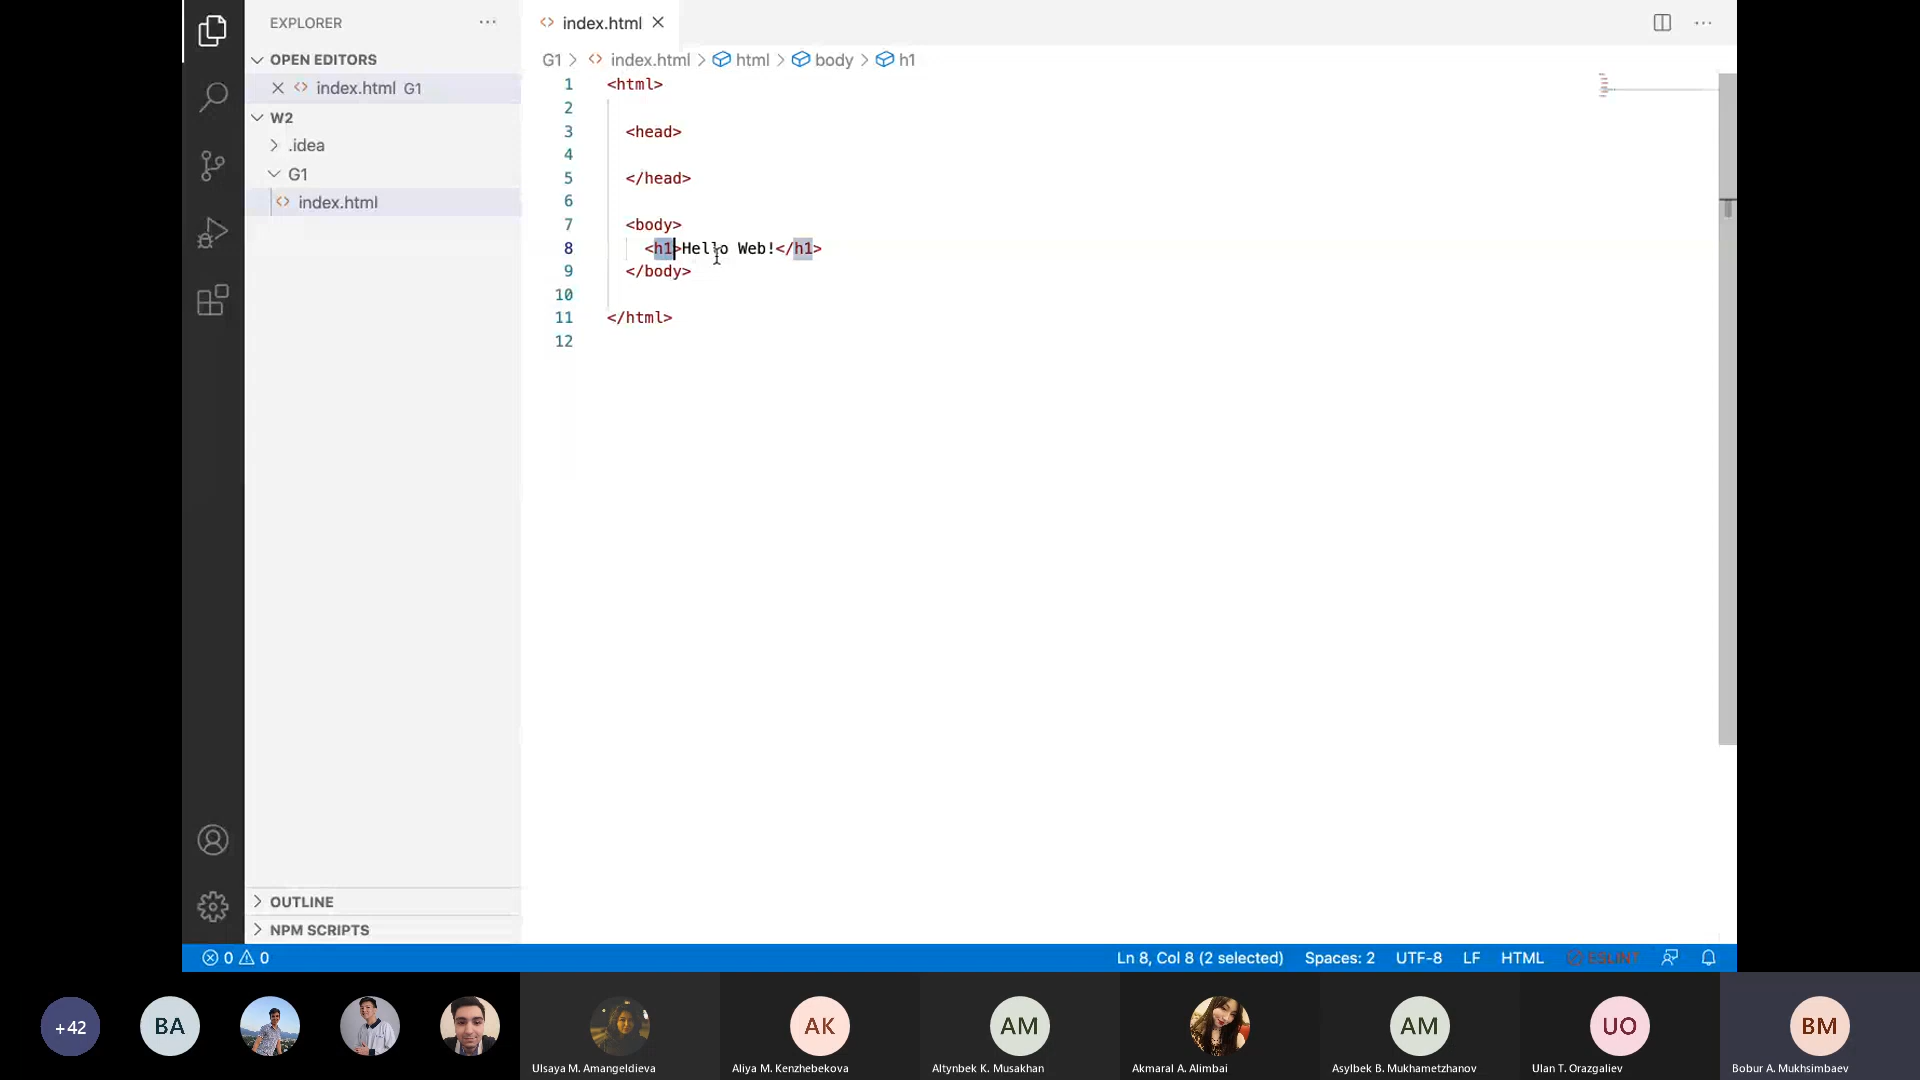 EXPLORER
OPEN EDITORS
index.html G1
W2
.idea
G1
index.html
OUTLINE
NPM SCRIPTS
index.html
G1 index.html html body h1
1 <html>
2
3 <head>
4
5 </head>
6
7 <body>
8 <h1>Hello Web!</h1>
9 </body>
10
11 </html>
12
0 0
Ln 8, Col 8 (2 selected) Spaces: 2 UTF-8 LF HTML ESLINT
+42 BA AK AM AM UO BM
Ulsaya M. Amangeldieva Aliya M. Kenzhebekova Altynbek K. Musakhan Akmaral A. Alimbai Asylbek B. Mukhametzhanov Ulan T. Orazgaliev Bobur A. Mukhsimbaev